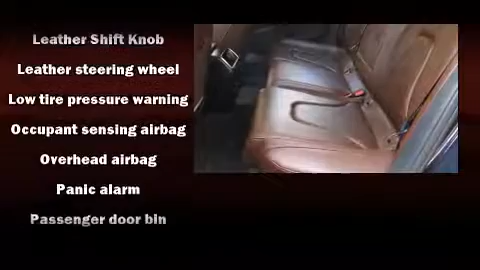 Leather Shift Knob
Leather steering wheel
Low tire pressure warning
Occupant sensing airbag
Overhead airbag
Panic alarm
Passenger door bin